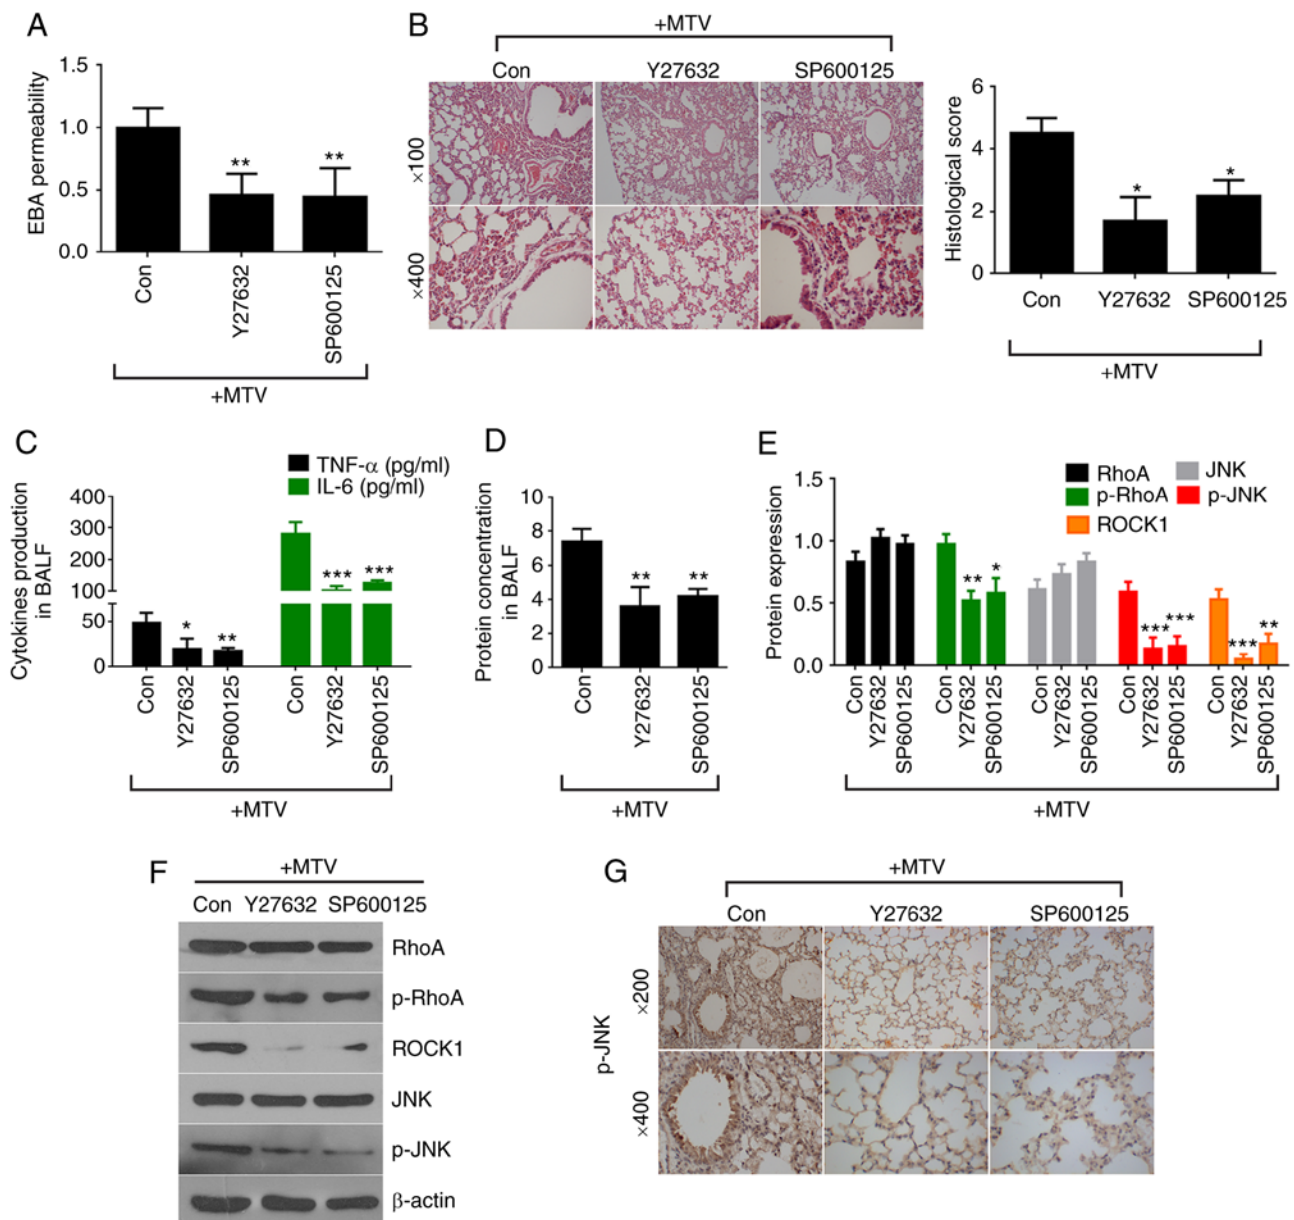 A
EBA permeability
1.5
1.0
0.5
0.0
**
**
Con
Y27632
SP600125
+MTV
B
+MTV
Con
Y27632
SP600125
×100
×400
Histological score
6
4
2
0
*
*
Con
Y27632
SP600125
+MTV
C
TNF-α (pg/ml)
IL-6 (pg/ml)
Cytokines production
in BALF
400
300
200
100
50
0
*
**
***
***
Con
Y27632
SP600125
Con
Y27632
SP600125
+MTV
D
Protein concentration
in BALF
10
8
6
4
2
0
**
**
Con
Y27632
SP600125
+MTV
E
RhoA
JNK
p-RhoA
p-JNK
ROCK1
Protein expression
1.5
1.0
0.5
0.0
**
*
***
***
***
**
Con
Y27632
SP600125
Con
Y27632
SP600125
Con
Y27632
SP600125
Con
Y27632
SP600125
Con
Y27632
SP600125
+MTV
F
+MTV
Con Y27632 SP600125
RhoA
p-RhoA
ROCK1
JNK
p-JNK
β-actin
G
+MTV
Con
Y27632
SP600125
p-JNK
×200
×400